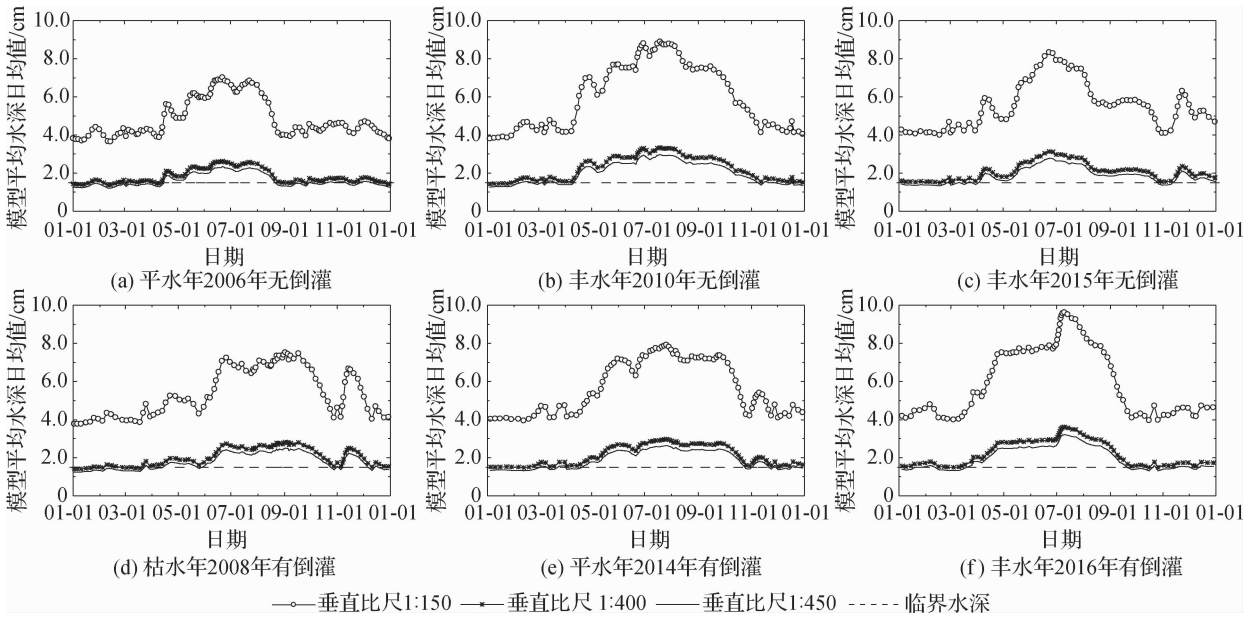 模型平均水深日均值/cm
10.0
8.0
6.0
4.0
2.0
0
01-01 03-01 05-01 07-01 09-01 11-01 01-01
日期
(a) 平水年2006年无倒灌
模型平均水深日均值/cm
10.0
8.0
6.0
4.0
2.0
0
01-01 03-01 05-01 07-01 09-01 11-01 01-01
日期
(b) 丰水年2010年无倒灌
模型平均水深日均值/cm
10.0
8.0
6.0
4.0
2.0
0
01-01 03-01 05-01 07-01 09-01 11-01 01-01
日期
(c) 丰水年2015年无倒灌
模型平均水深日均值/cm
10.0
8.0
6.0
4.0
2.0
0
01-01 03-01 05-01 07-01 09-01 11-01 01-01
日期
(d) 枯水年2008年有倒灌
模型平均水深日均值/cm
10.0
8.0
6.0
4.0
2.0
0
01-01 03-01 05-01 07-01 09-01 11-01 01-01
日期
(e) 平水年2014年有倒灌
模型平均水深日均值/cm
10.0
8.0
6.0
4.0
2.0
0
01-01 03-01 05-01 07-01 09-01 11-01 01-01
日期
(f) 丰水年2016年有倒灌
垂直比尺1:150 垂直比尺 1:400 垂直比尺1:450 临界水深